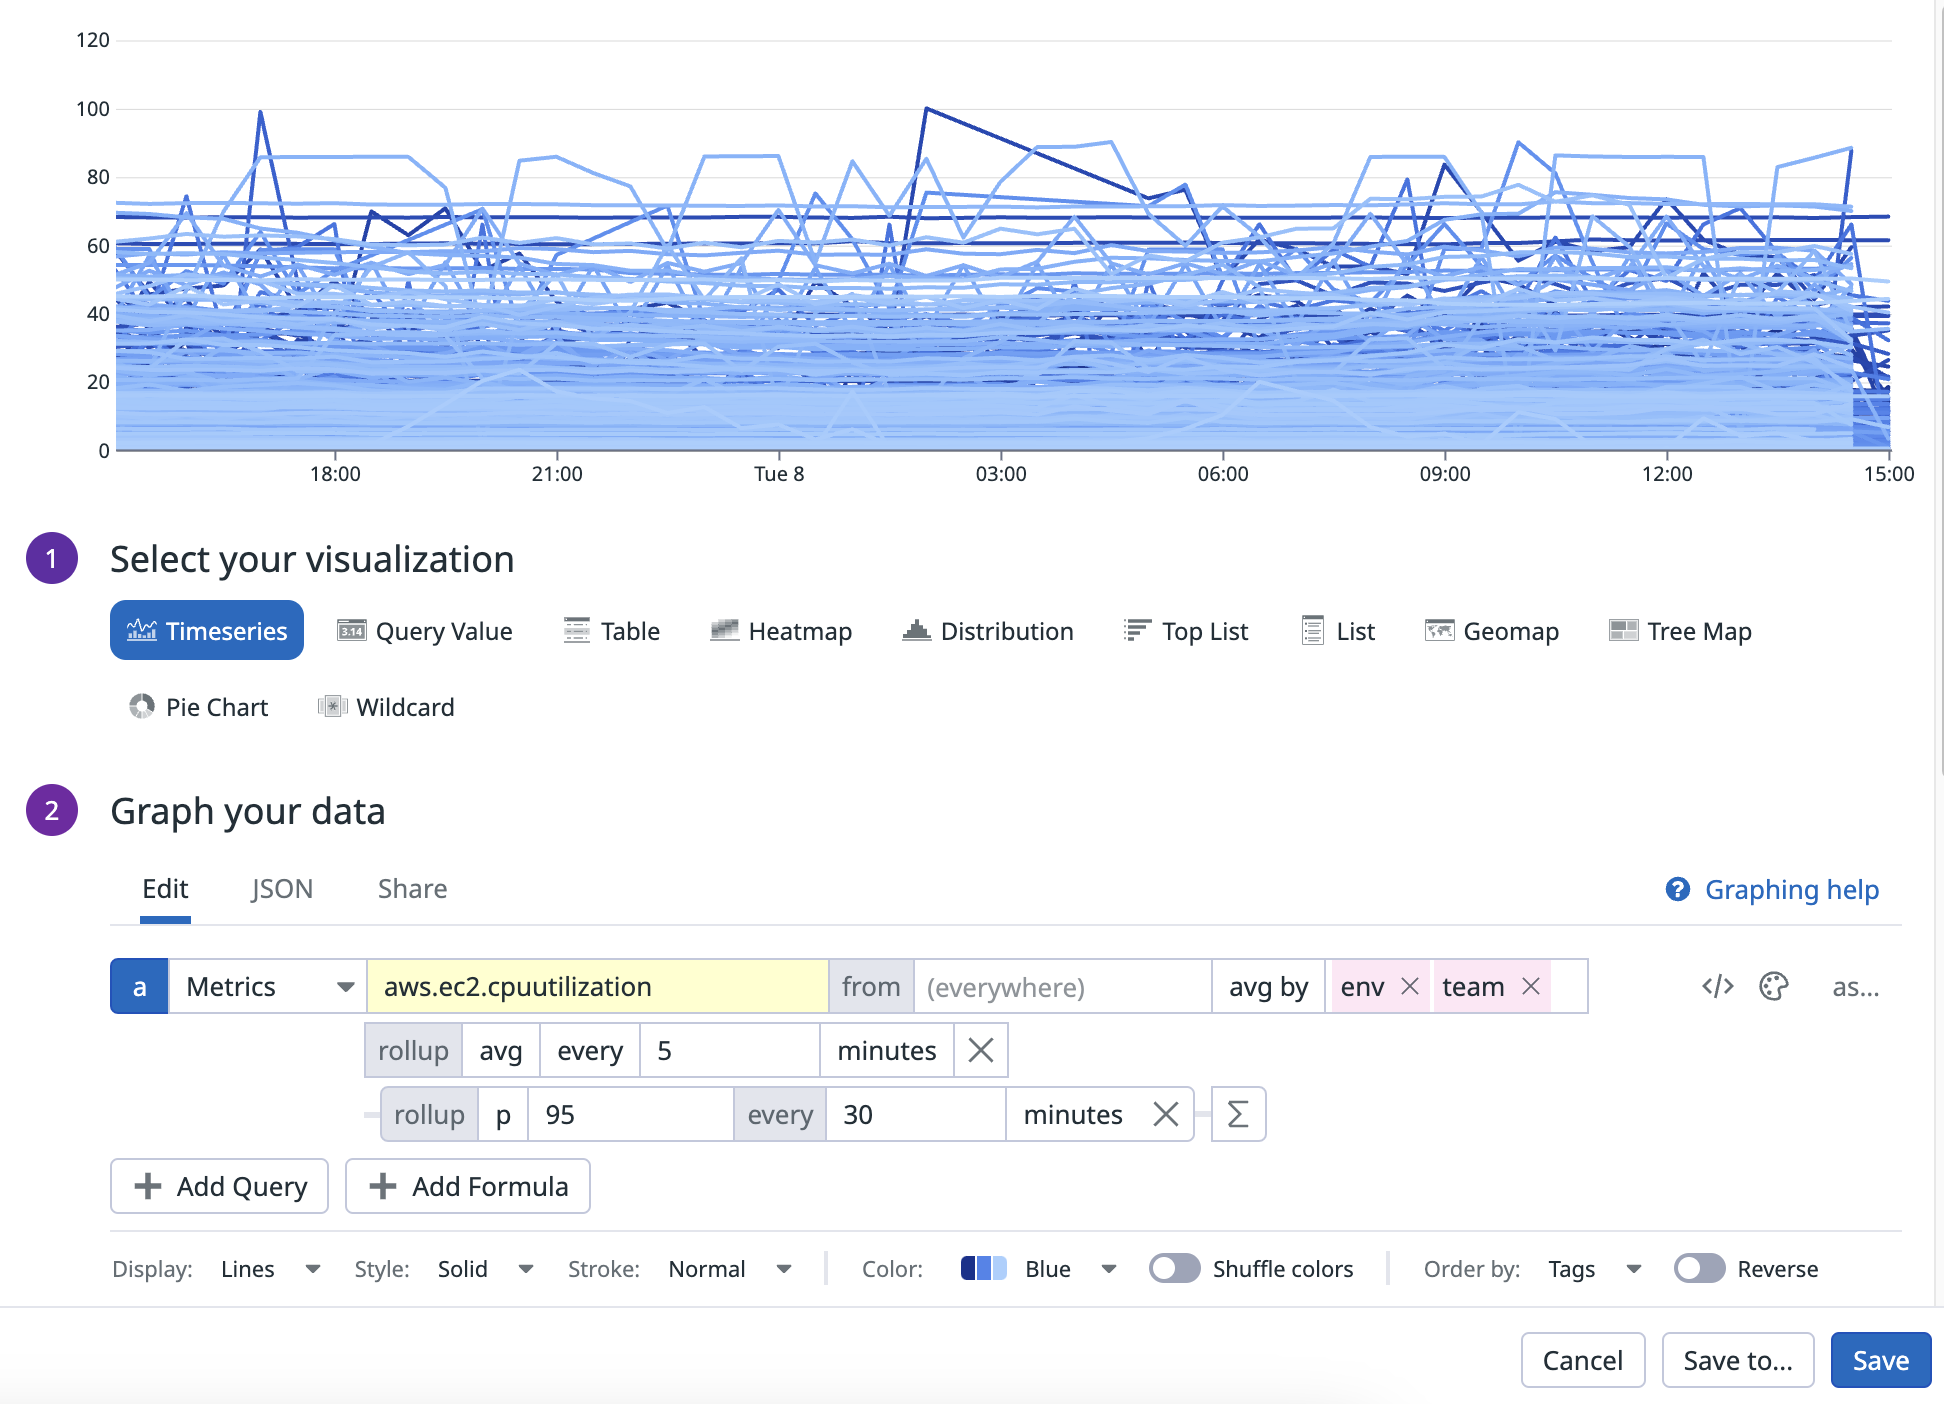 120
100
80
60
40
20
0
18:00 21:00 Tue 8 03:00 06:00 09:00 12:00 15:00
1 Select your visualization
Timeseries 3.14 Query Value Table Heatmap Distribution Top List List Geomap Tree Map
Pie Chart Wildcard
2 Graph your data
Edit JSON Share ? Graphing help
a Metrics aws.ec2.cpuutilization from (everywhere) avg by env team </> as...
rollup avg every 5 minutes
rollup p 95 every 30 minutes Σ
+ Add Query + Add Formula
Display: Lines Style: Solid Stroke: Normal Color: Blue Shuffle colors Order by: Tags Reverse
Cancel Save to... Save